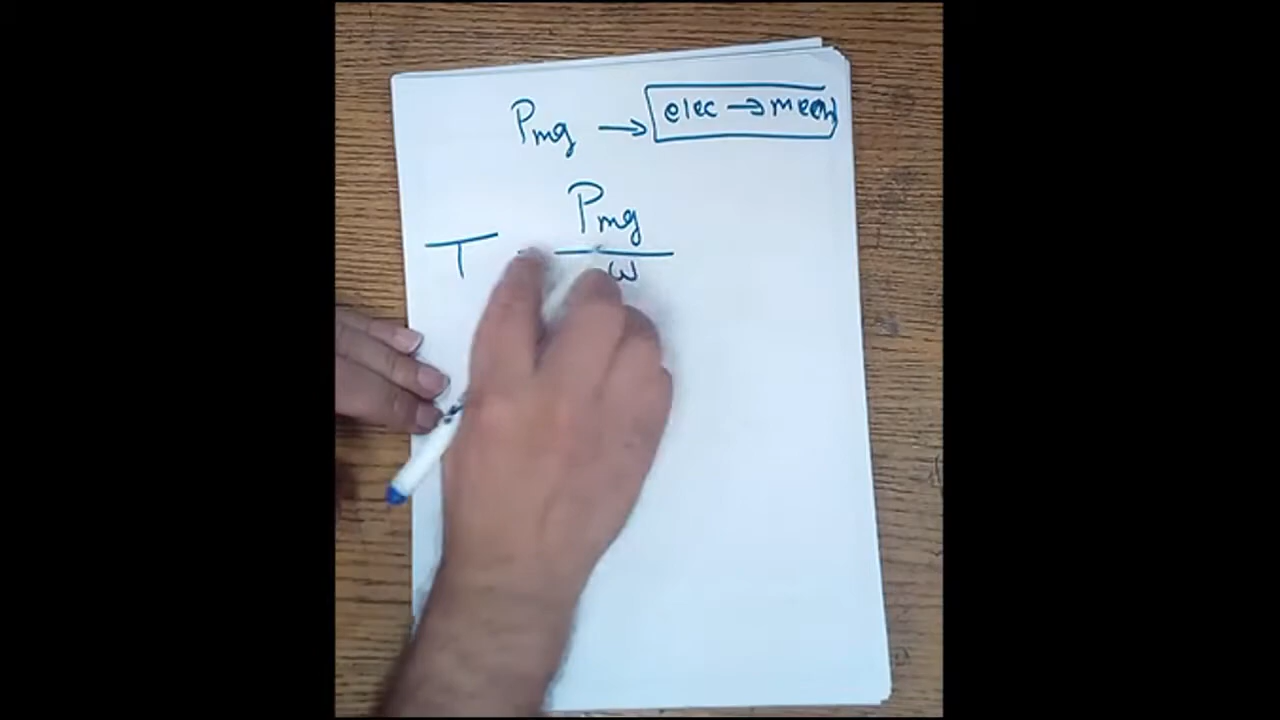 Pmg → elec → mech
T = Pmg
ω